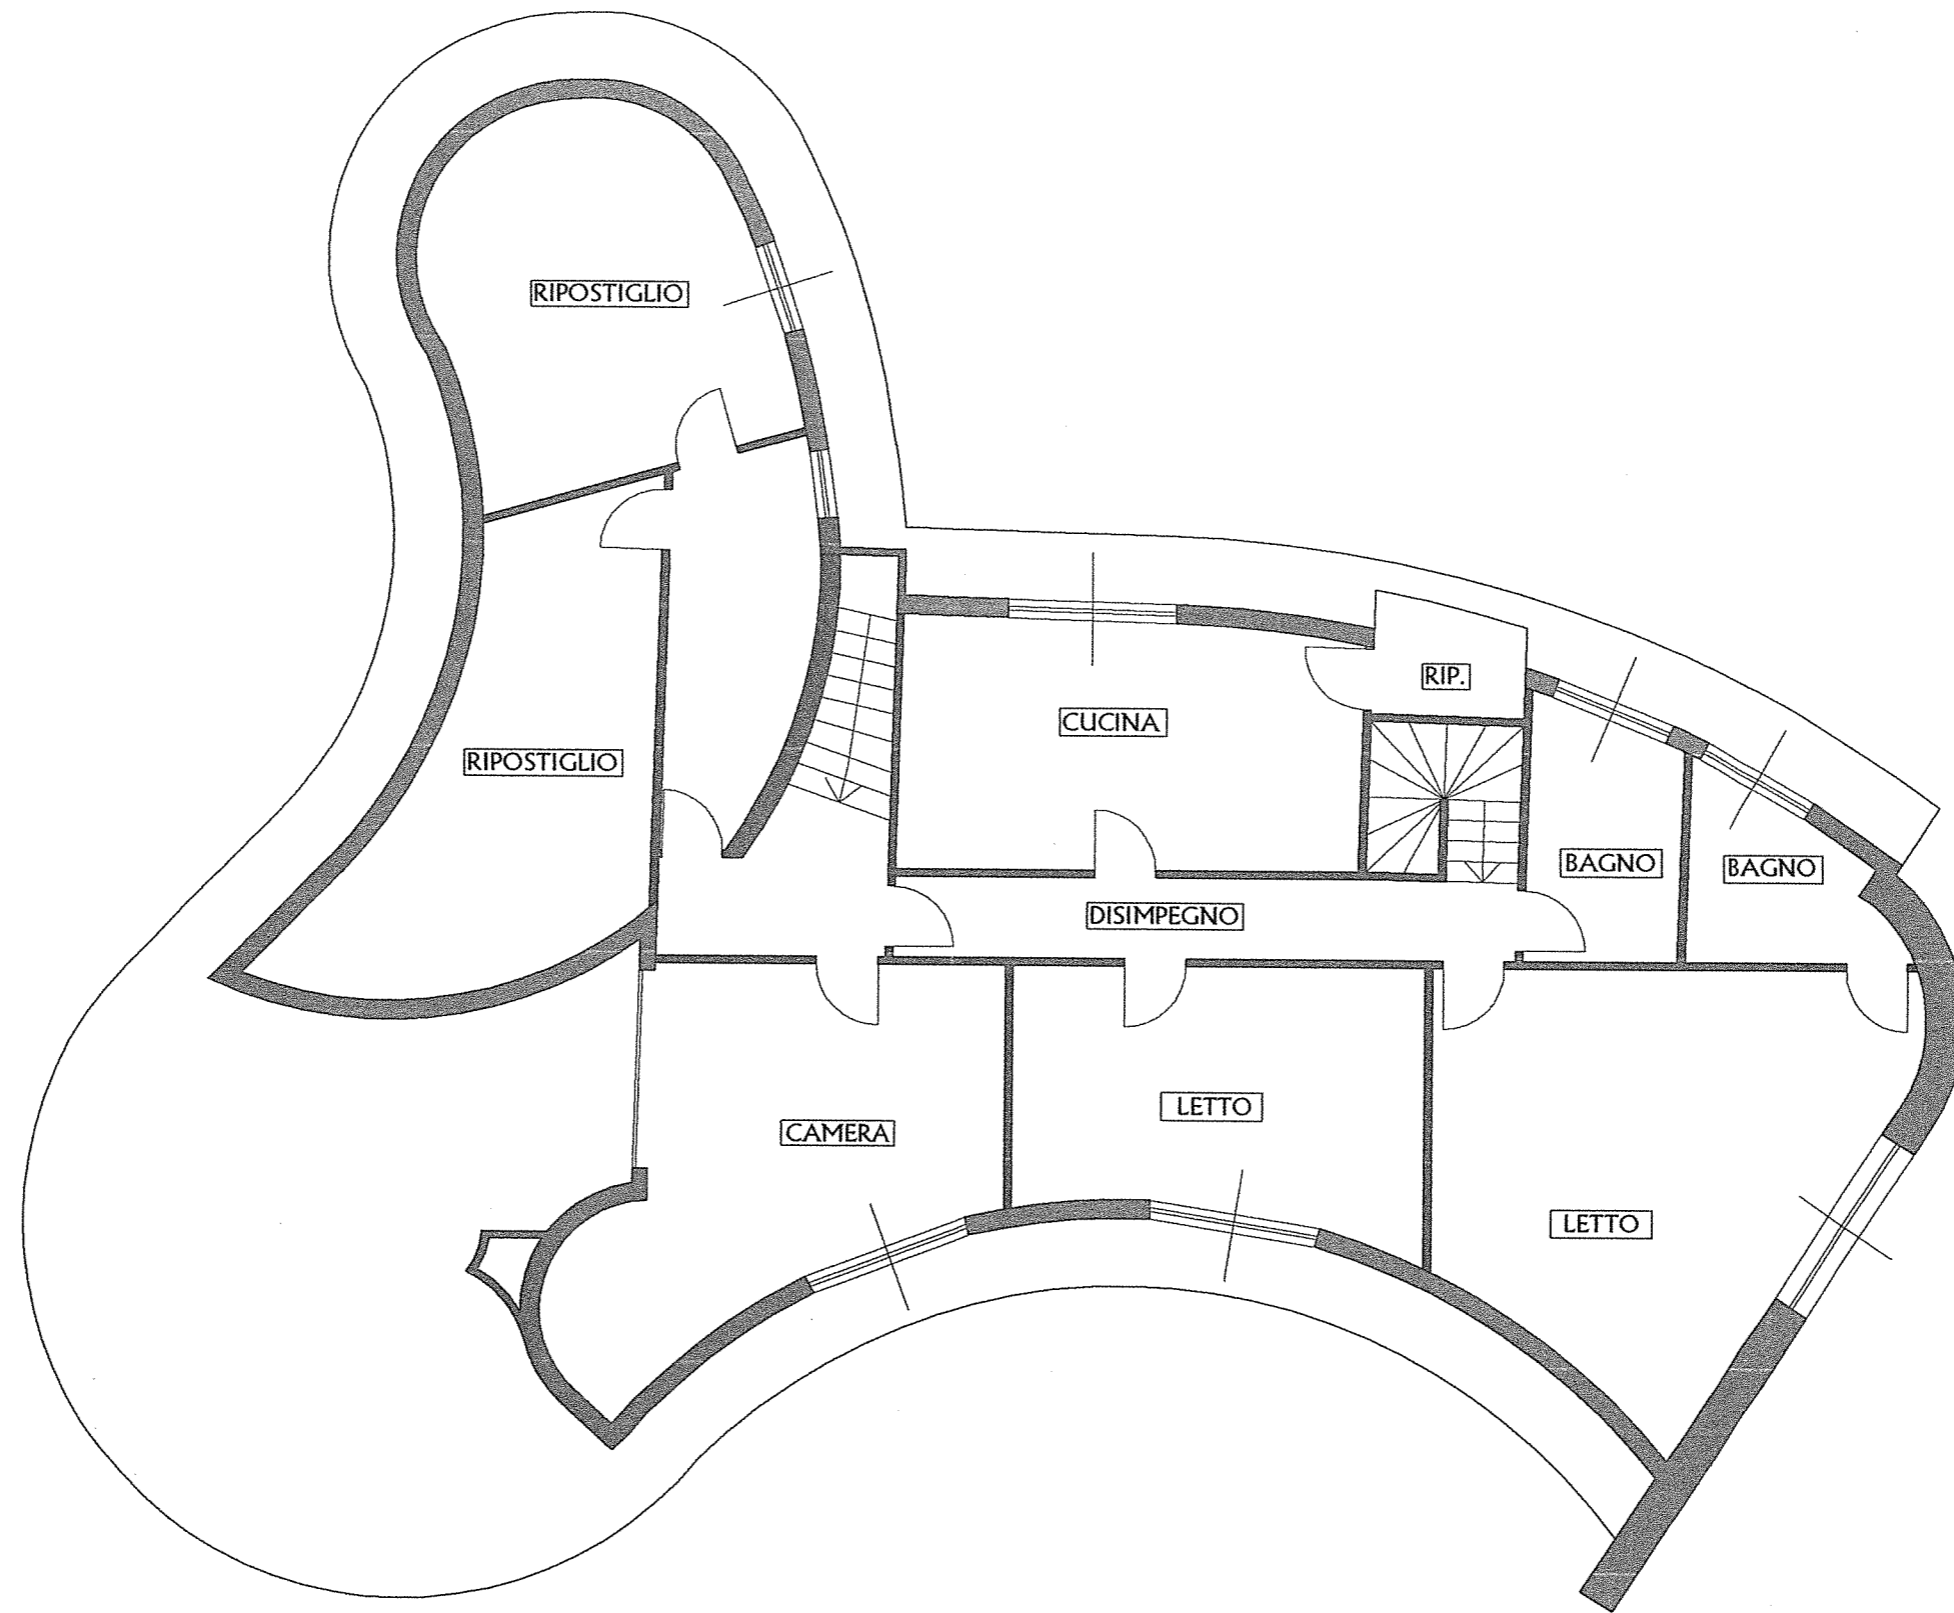 RIPOSTIGLIO
RIP.
CUCINA
RIPOSTIGLIO
BAGNO
BAGNO
DISIMPEGNO
LETTO
CAMERA
LETTO